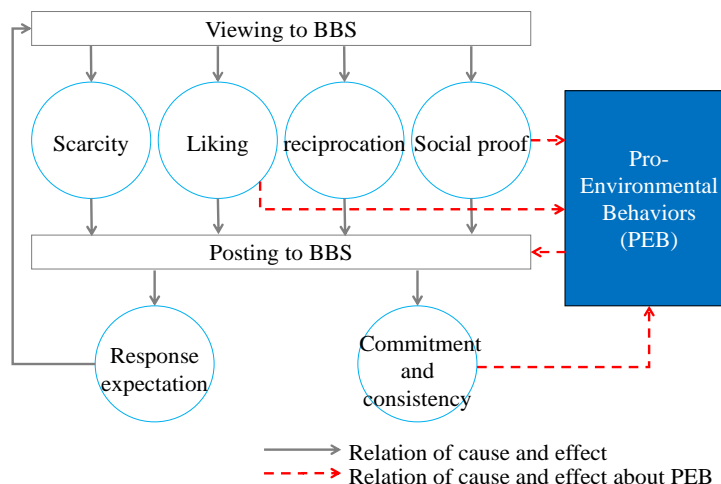 Viewing to BBS
Scarcity
Liking
reciprocation
Social proof
Pro-
Environmental
Behaviors
(PEB)
Posting to BBS
Response
expectation
Commitment
and
consistency
Relation of cause and effect
Relation of cause and effect about PEB